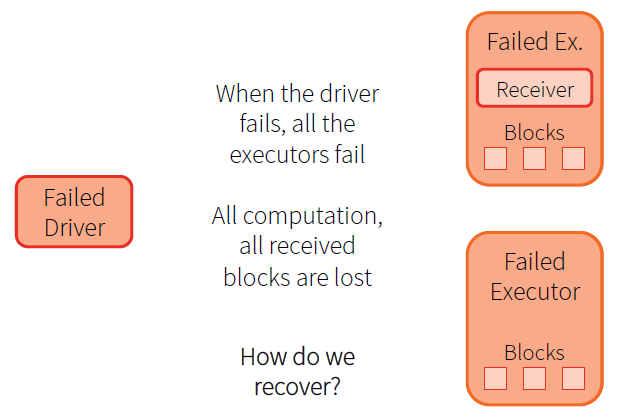 Failed
Driver
When the driver
fails, all the
executors fail
All computation,
all received
blocks are lost
How do we
recover?
Failed Ex.
Receiver
Blocks
Failed
Executor
Blocks